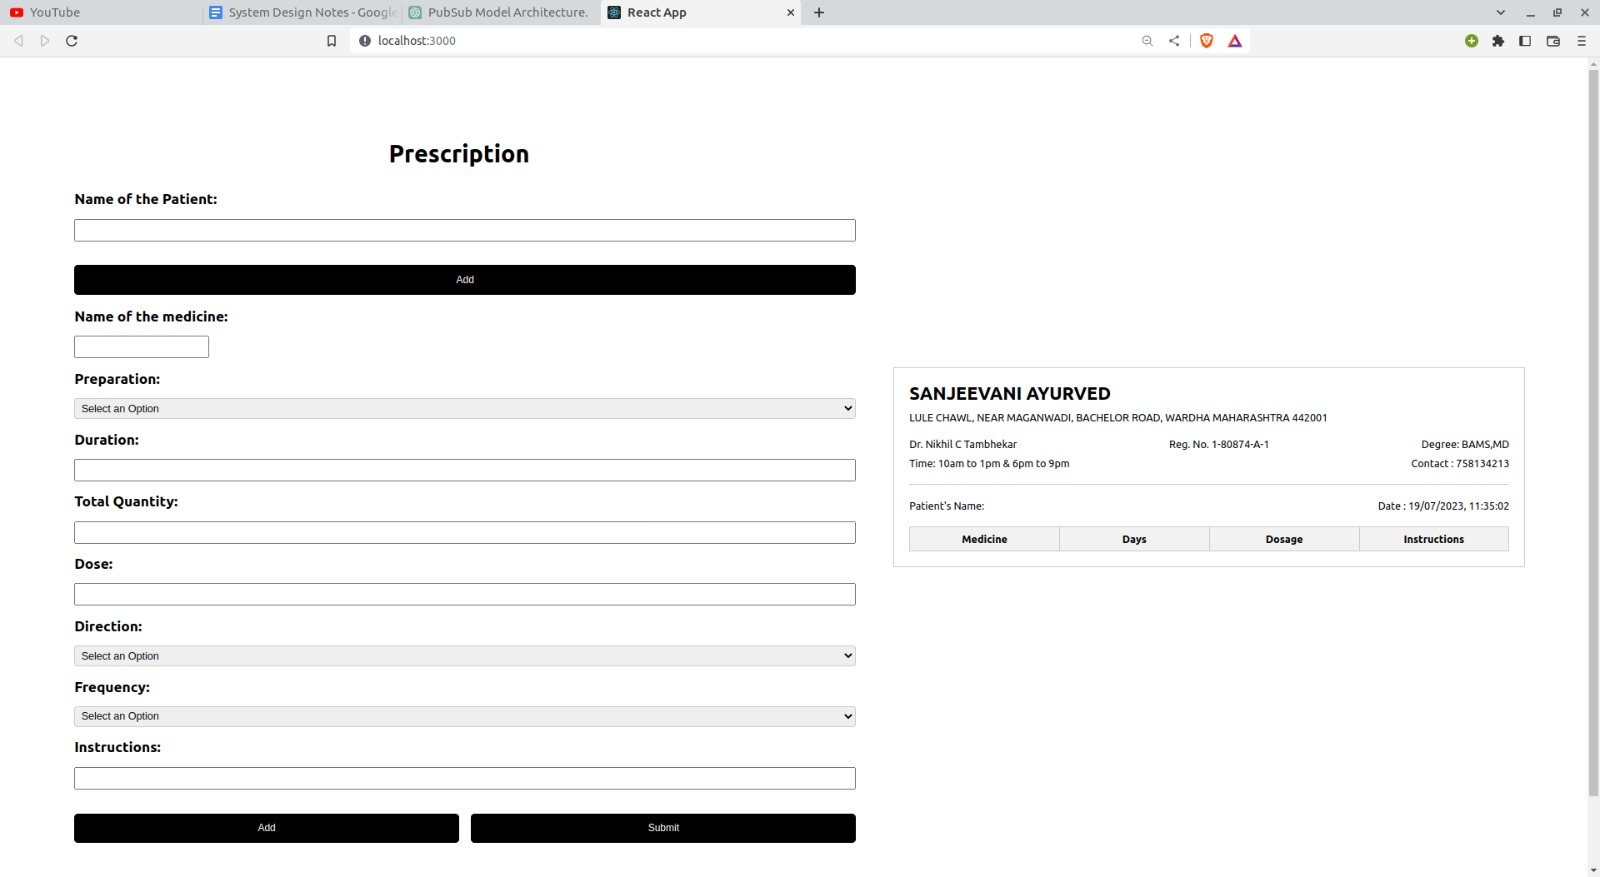 YouTube
System Design Notes - Google
PubSub Model Architecture.
React App
localhost:3000
Prescription
Name of the Patient:
Add
Name of the medicine:
Preparation:
Select an Option
Duration:
Total Quantity:
Dose:
Direction:
Select an Option
Frequency:
Select an Option
Instructions:
Add
Submit
SANJEEVANI AYURVED
LULE CHAWL, NEAR MAGANWADI, BACHELOR ROAD, WARDHA MAHARASHTRA 442001
Dr. Nikhil C Tambhekar Reg. No. 1-80874-A-1 Degree: BAMS,MD
Time: 10am to 1pm & 6pm to 9pm Contact : 758134213
Patient's Name: Date : 19/07/2023, 11:35:02
Medicine Days Dosage Instructions